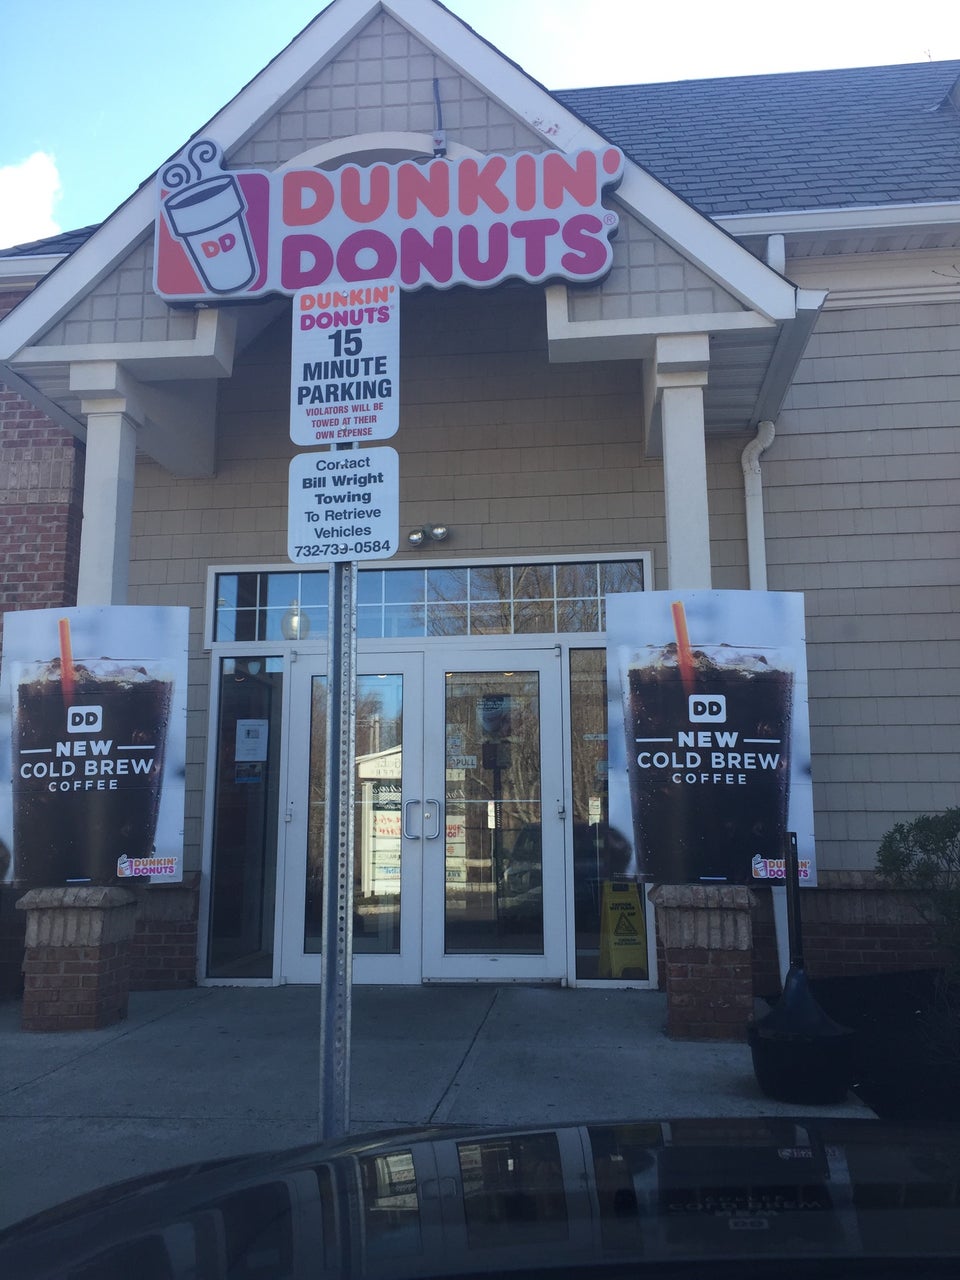 DUNKIN'
DONUTS®
DD
DUNKIN'
DONUTS
15
MINUTE
PARKING
VIOLATORS WILL BE
TOWED AT THEIR
OWN EXPENSE
Contact
Bill Wright
Towing
To Retrieve
Vehicles
732-739-0584
DD
NEW
COLD BREW
COFFEE
DUNKIN'
DONUTS
DD
NEW
COLD BREW
COFFEE
DUNKIN'
DONUTS
PULL
CAUTION